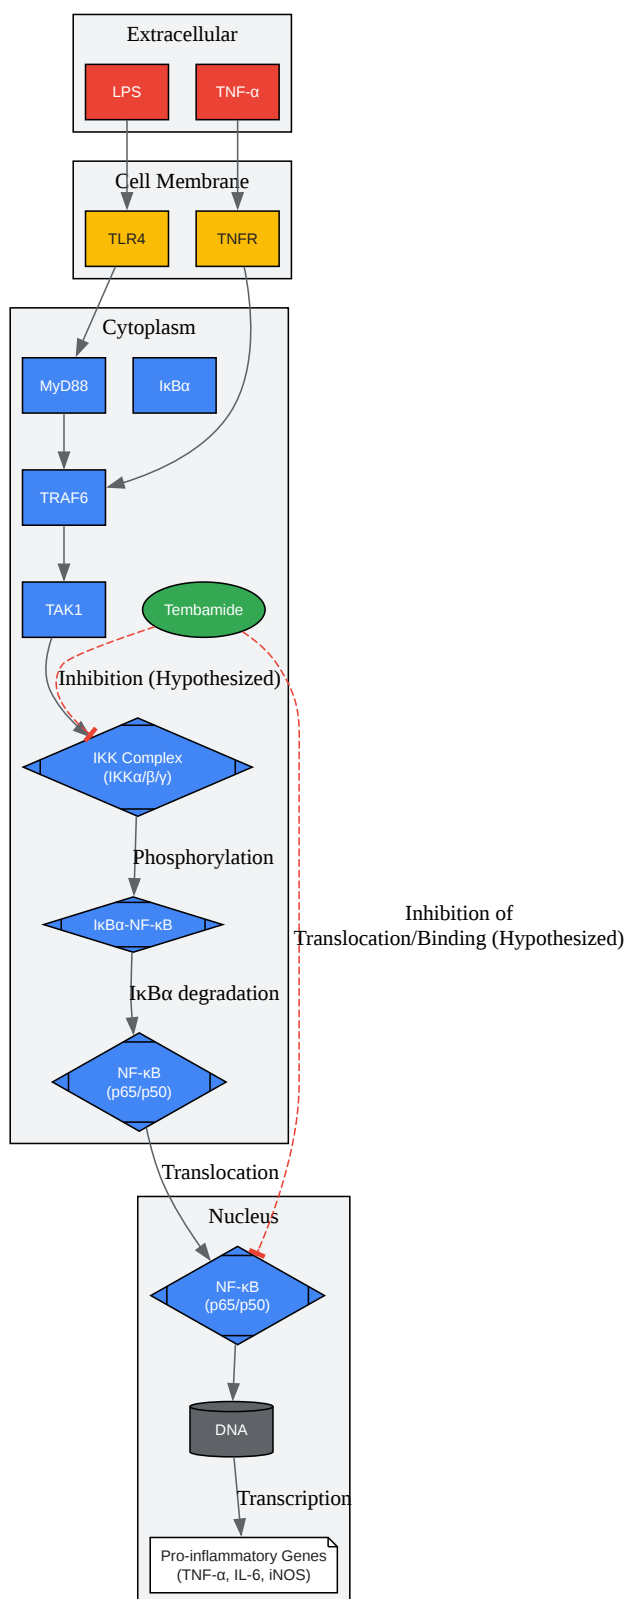 Extracellular
LPS
TNF-α
Cell Membrane
TLR4
TNFR
Cytoplasm
MyD88
IκBα
TRAF6
TAK1
Tembamide
Inhibition (Hypothesized)
IKK Complex
(IKKα/β/γ)
Phosphorylation
IκBα-NF-κB
Inhibition of
Translocation/Binding (Hypothesized)
IκBα degradation
NF-κB
(p65/p50)
Translocation
Nucleus
NF-κB
(p65/p50)
DNA
Transcription
Pro-inflammatory Genes
(TNF-α, IL-6, iNOS)